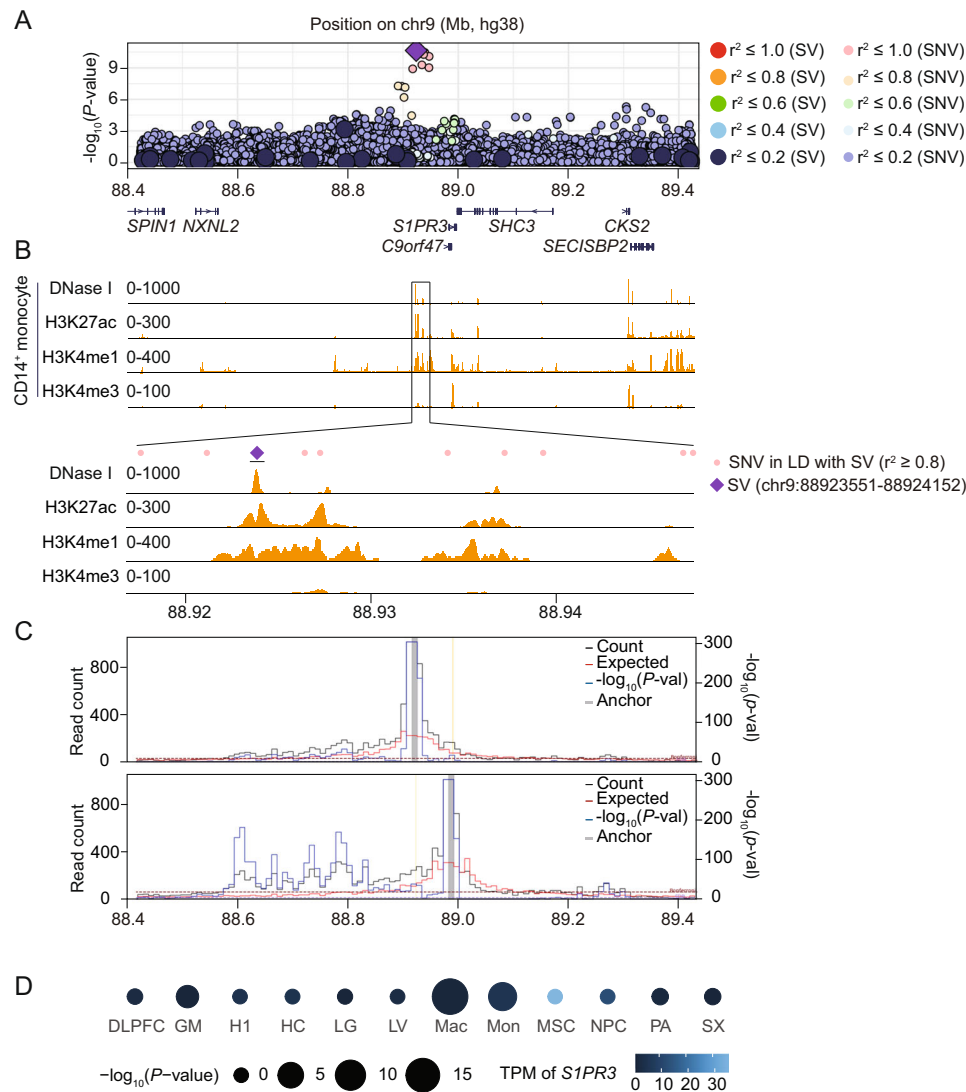 A
Position on chr9 (Mb, hg38)
-log10(P-value)
9
6
3
0
88.4 88.6 88.8 89.0 89.2 89.4
r² ≤ 1.0 (SV) r² ≤ 1.0 (SNV)
r² ≤ 0.8 (SV) r² ≤ 0.8 (SNV)
r² ≤ 0.6 (SV) r² ≤ 0.6 (SNV)
r² ≤ 0.4 (SV) r² ≤ 0.4 (SNV)
r² ≤ 0.2 (SV) r² ≤ 0.2 (SNV)
SPIN1 NXNL2 S1PR3 SHC3 CKS2
C9orf47 SECISBP2
B
CD14⁺ monocyte
DNase I 0-1000
H3K27ac 0-300
H3K4me1 0-400
H3K4me3 0-100
DNase I 0-1000
H3K27ac 0-300
H3K4me1 0-400
H3K4me3 0-100
88.92 88.93 88.94
SNV in LD with SV (r² ≥ 0.8)
SV (chr9:88923551-88924152)
C
Read count
800
400
0
Count
Expected
-log10(P-val)
Anchor
300
200
100
0
-log10(p-val)
Read count
800
400
0
Count
Expected
-log10(P-val)
Anchor
300
200
100
0
-log10(p-val)
88.4 88.6 88.8 89.0 89.2 89.4
D
DLPFC GM H1 HC LG LV Mac Mon MSC NPC PA SX
−log10(P−value) 0 5 10 15 TPM of S1PR3
0 10 20 30